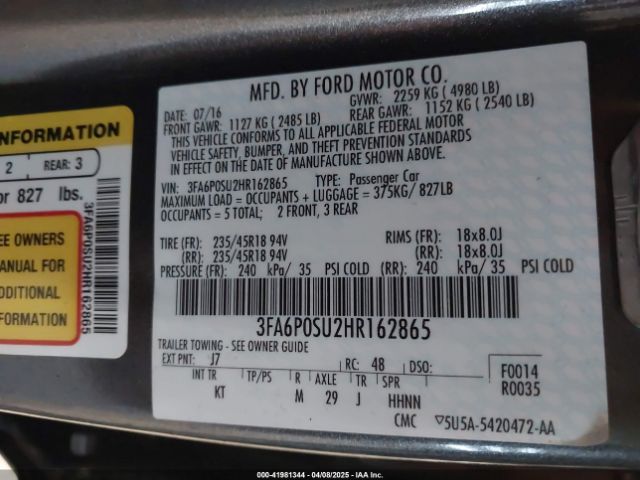 MFD. BY FORD MOTOR CO.
DATE: 07/16 GVWR: 2259 KG ( 4980 LB)
FRONT GAWR: 1127 KG ( 2485 LB) REAR GAWR: 1152 KG ( 2540 LB)
THIS VEHICLE CONFORMS TO ALL APPLICABLE FEDERAL MOTOR
VEHICLE SAFETY, BUMPER, AND THEFT PREVENTION STANDARDS
IN EFFECT ON THE DATE OF MANUFACTURE SHOWN ABOVE.
VIN: 3FA6P0SU2HR162865 TYPE: Passenger Car
MAXIMUM LOAD = OCCUPANTS + LUGGAGE = 375KG/ 827LB
OCCUPANTS = 5 TOTAL; 2 FRONT, 3 REAR
TIRE (FR): 235/45R18 94V RIMS (FR): 18x8.0J
(RR): 235/45R18 94V (RR): 18x8.0J
PRESSURE (FR): 240 kPa/ 35 PSI COLD (RR): 240 kPa/ 35 PSI COLD
3FA6P0SU2HR162865
TRAILER TOWING - SEE OWNER GUIDE
EXT PNT: J7 RC: 48 DSO:
F0014
R0035
INT TR TP/PS R AXLE TR SPR
KT M 29 J HHNN
CMC ▽5U5A-5420472-AA
INFORMATION
2 REAR: 3
or 827 lbs.
EE OWNERS
MANUAL FOR
ADDITIONAL
NFORMATION
3FA6P0SU2HR162865
000-41981344 - 04/08/2025 - IAA Inc.